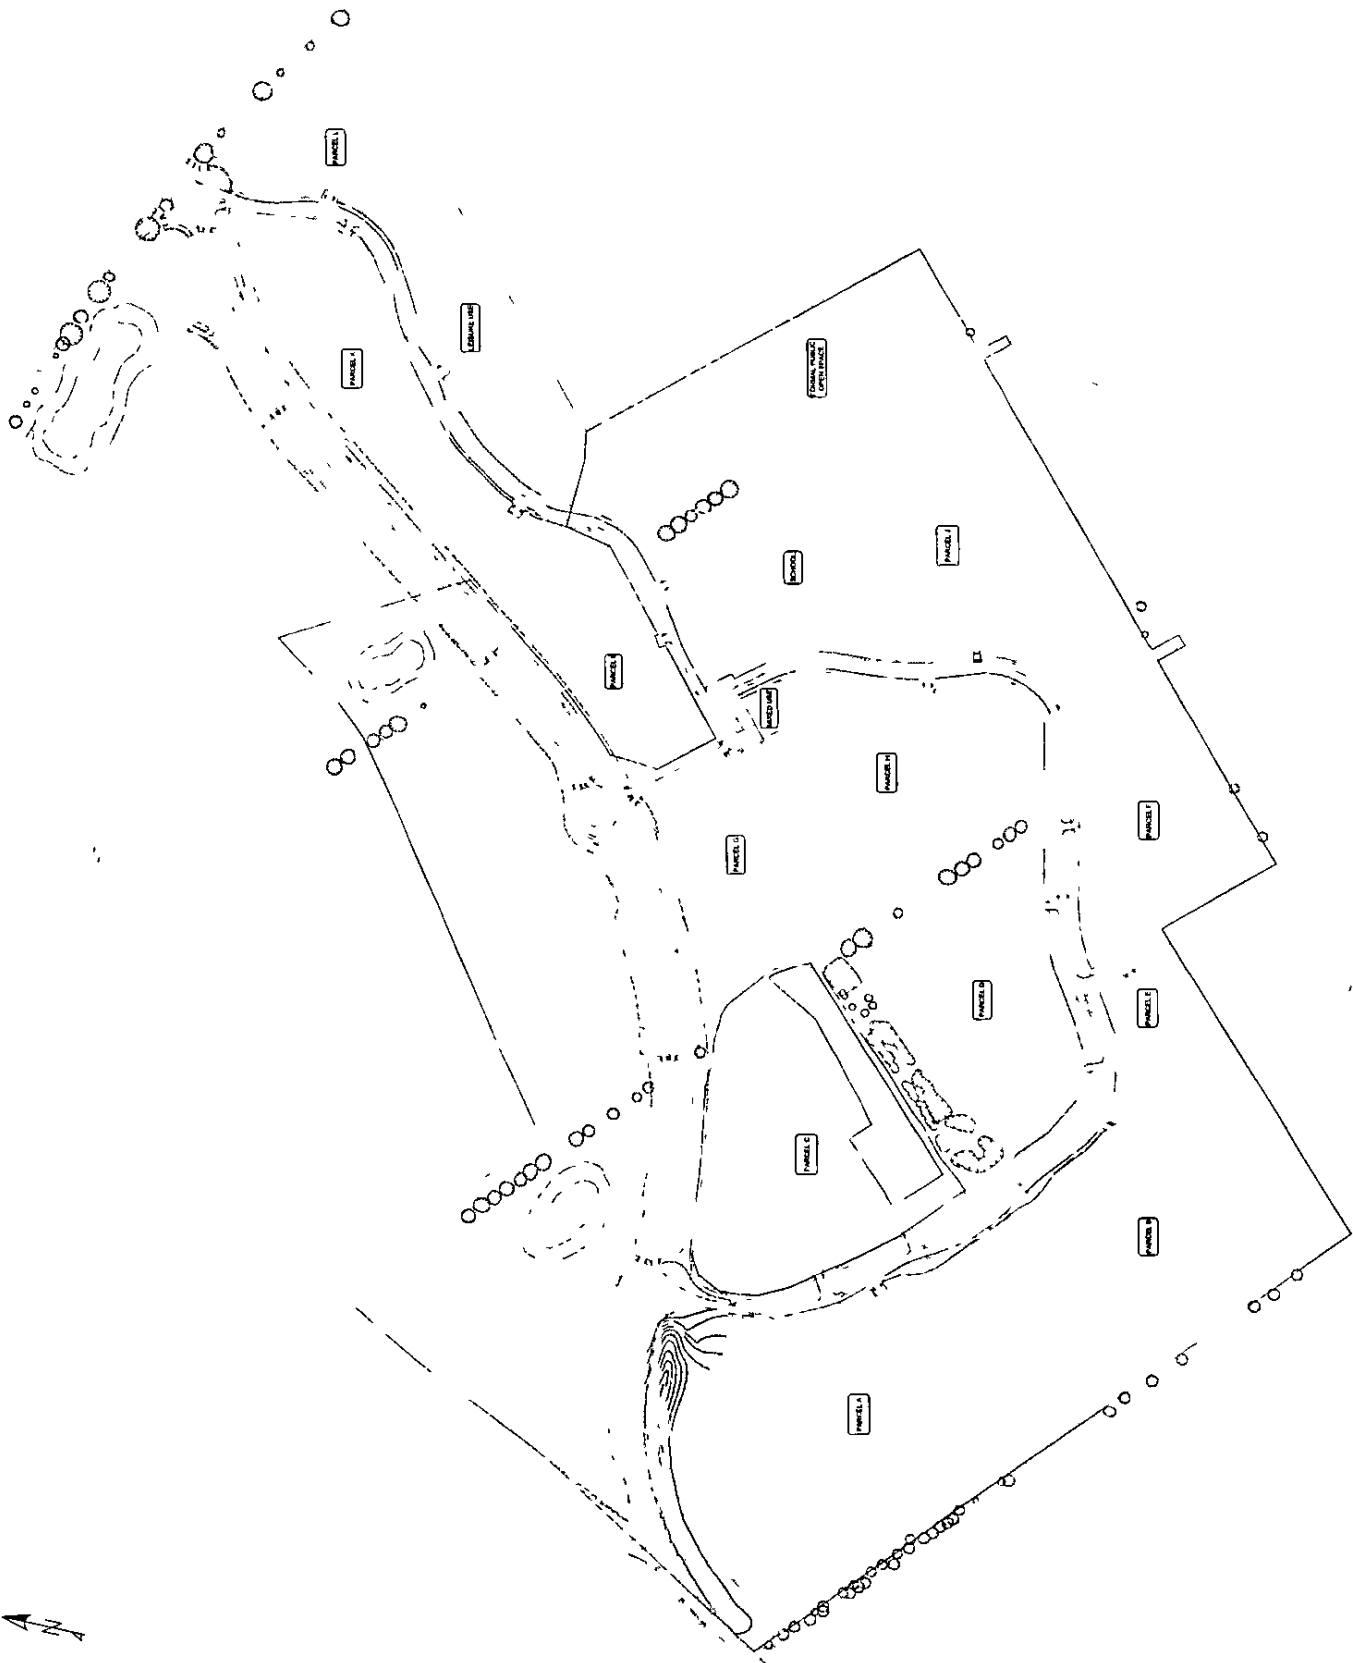 PARCEL L
LEISURE USE
PARCEL K
FORMAL PUBLIC
OPEN SPACE
PARCEL J
SCHOOL
PARCEL
MIXED USE
PARCEL H
PARCEL G
PARCEL F
PARCEL D
PARCEL E
PARCEL C
PARCEL B
PARCEL A
N